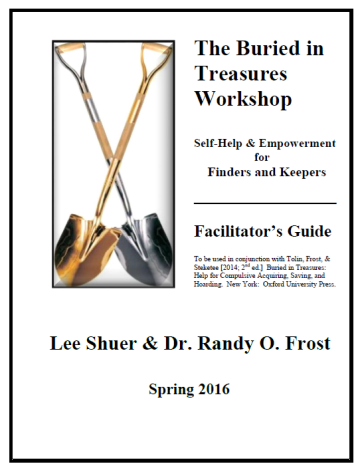 The Buried in
Treasures
Workshop
Self-Help & Empowerment
for
Finders and Keepers
Facilitator's Guide
To be used in conjunction with Tolin, Frost, &
Steketee [2014; 2nd ed.] Buried in Treasures:
Help for Compulsive Acquiring, Saving, and
Hoarding. New York: Oxford University Press.
Lee Shuer & Dr. Randy O. Frost
Spring 2016